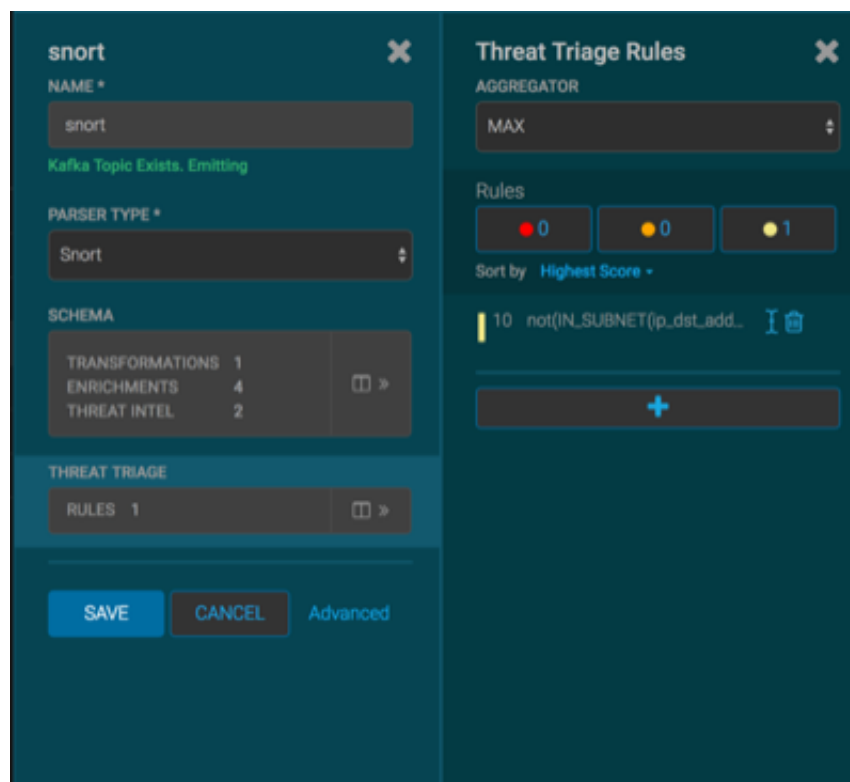 snort
NAME *
snort
Kafka Topic Exists. Emitting
PARSER TYPE *
Snort
SCHEMA
TRANSFORMATIONS 1
ENRICHMENTS 4
THREAT INTEL 2
THREAT TRIAGE
RULES 1
SAVE CANCEL Advanced
Threat Triage Rules
AGGREGATOR
MAX
Rules
0 0 1
Sort by Highest Score
10 not(IN_SUBNET(ip_dst_add...